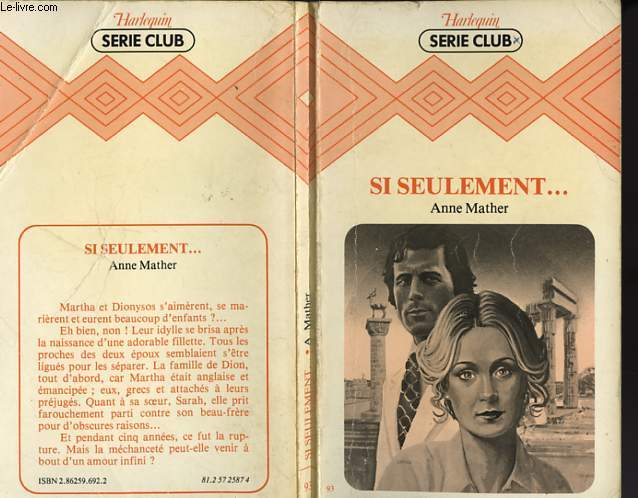 Le-livre.com
Harlequin
SERIE CLUB
SI SEULEMENT...
Anne Mather
Martha et Dionysos s'aimèrent, se ma-
rièrent et eurent beaucoup d'enfants ?...
Eh bien, non ! Leur idylle se brisa après
la naissance d'une adorable fillette. Tous les
proches des deux époux semblaient s'être
ligués pour les séparer. La famille de Dion,
tout d'abord, car Martha était anglaise et
émancipée ; eux, grecs et attachés à leurs
préjugés. Quant à sa sœur, Sarah, elle prit
farouchement parti contre son beau-frère
pour d'obscures raisons...
Et pendant cinq années, ce fut la rup-
ture. Mais la méchanceté peut-elle venir à
bout d'un amour infini ?
ISBN 2.86259.692.2
81.2 57 2587 4
SI SEULEMENT... • A. Mather
93
Harlequin
SERIE CLUB
SI SEULEMENT...
Anne Mather
93